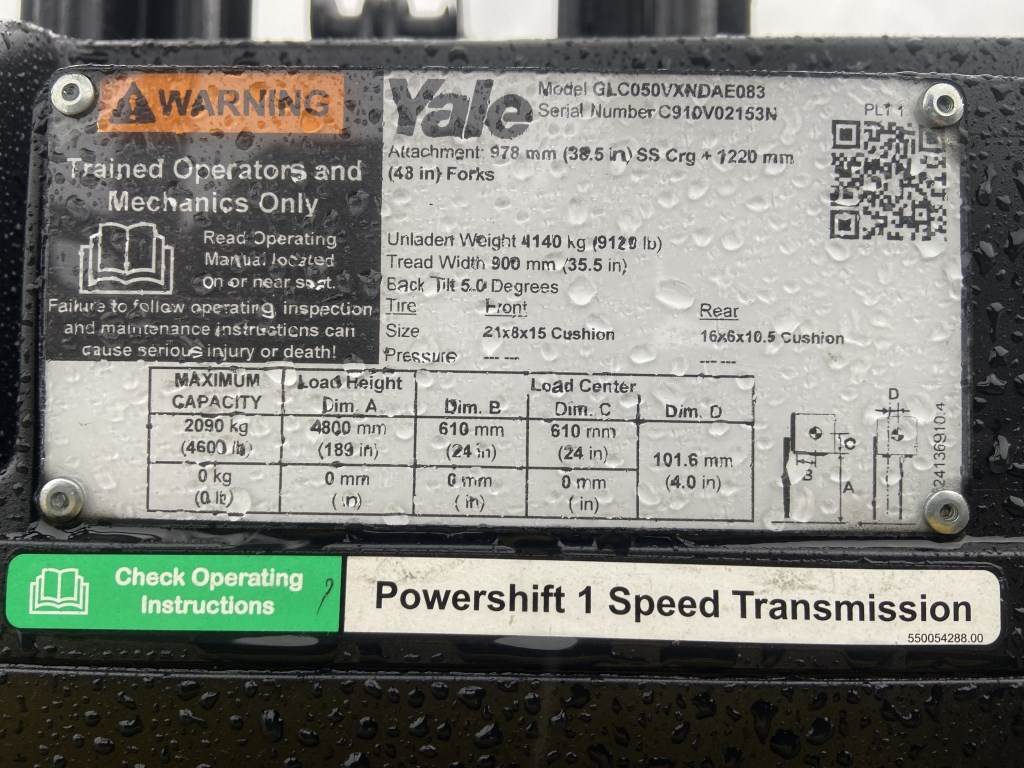 WARNING
Trained Operators and
Mechanics Only
Read Operating
Manual located
on or near seat.
Failure to follow operating, inspection
and maintenance instructions can
cause serious injury or death!
Yale
Model GLC050VXNDAE083
Serial Number C910V02153N
PLT 1
Attachment: 978 mm (38.5 in) SS Crg + 1220 mm
(48 in) Forks
Unladen Weight 4140 kg (9129 lb)
Tread Width 900 mm (35.5 in)
Back Tilt 5.0 Degrees
Tire Front Rear
Size 21x8x15 Cushion 16x6x10.5 Cushion
Pressure --- --- --- ---
MAXIMUM CAPACITY Load Height Load Center
Dim. A Dim. B Dim. C Dim. D
2090 kg 4800 mm 610 mm 610 mm
(4600 lb) (189 in) (24 in) (24 in)
101.6 mm
(4.0 in)
0 kg 0 mm 0 mm 0 mm
(0 lb) ( in) ( in) ( in)
D
C
B
A
24136910.4
Check Operating
Instructions
Powershift 1 Speed Transmission
550054288.00